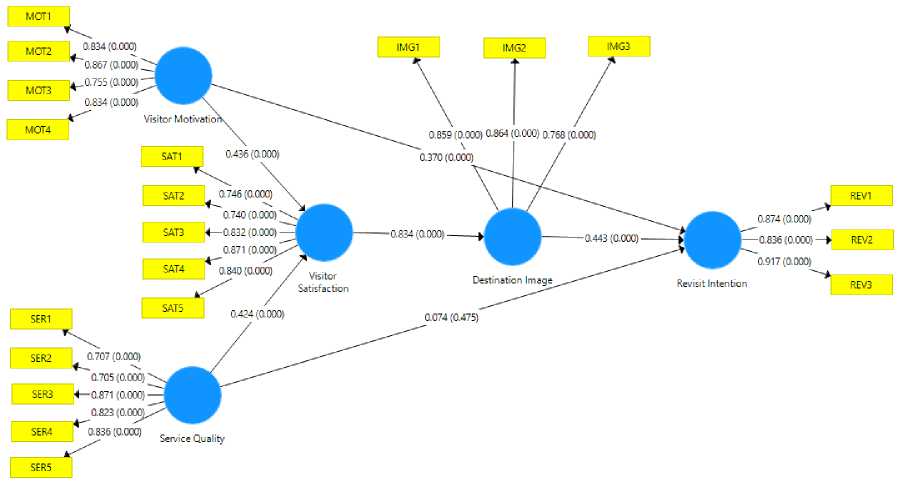 MOT1
MOT2
MOT3
MOT4
0.834 (0.000)
0.867 (0.000)
0.755 (0.000)
0.834 (0.000)
Visitor Motivation
IMG1
IMG2
IMG3
0.859 (0.000)
0.864 (0.000)
0.768 (0.000)
0.370 (0.000)
0.436 (0.000)
SAT1
SAT2
SAT3
SAT4
SAT5
0.746 (0.000)
0.740 (0.000)
0.832 (0.000)
0.871 (0.000)
0.840 (0.000)
Visitor
Satisfaction
0.834 (0.000)
Destination Image
0.443 (0.000)
Revisit Intention
0.874 (0.000)
0.836 (0.000)
0.917 (0.000)
REV1
REV2
REV3
0.424 (0.000)
0.074 (0.475)
SER1
SER2
SER3
SER4
SER5
0.707 (0.000)
0.705 (0.000)
0.871 (0.000)
0.823 (0.000)
0.836 (0.000)
Service Quality